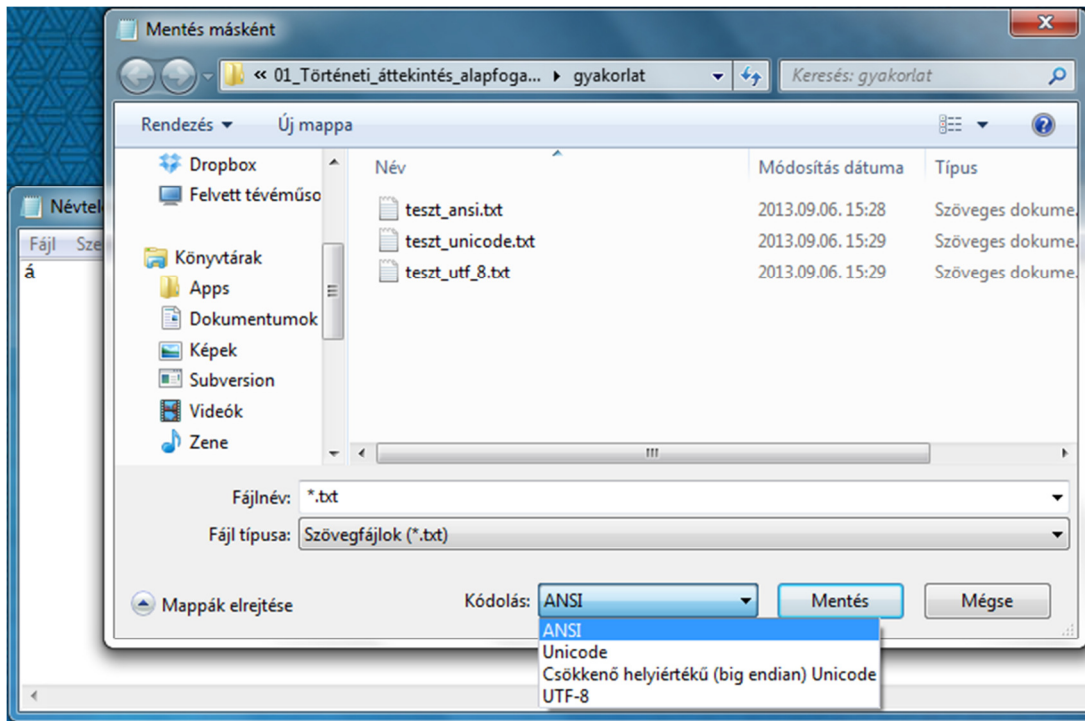 Mentés másként
« 01_Történeti_áttekintés_alapfoga... ▸ gyakorlat
Keresés: gyakorlat
Rendezés ▾ Új mappa
Dropbox
Felvett tévéműso
Könyvtárak
Apps
Dokumentumok
Képek
Subversion
Videók
Zene
Név Módosítás dátuma Típus
teszt_ansi.txt 2013.09.06. 15:28 Szöveges dokume
teszt_unicode.txt 2013.09.06. 15:29 Szöveges dokume
teszt_utf_8.txt 2013.09.06. 15:29 Szöveges dokume
Névtel
Fájl Sze
á
Fájlnév: *.txt
Fájl típusa: Szövegfájlok (*.txt)
Mappák elrejtése
Kódolás: ANSI
Mentés Mégse
ANSI
Unicode
Csökkenő helyiértékű (big endian) Unicode
UTF-8